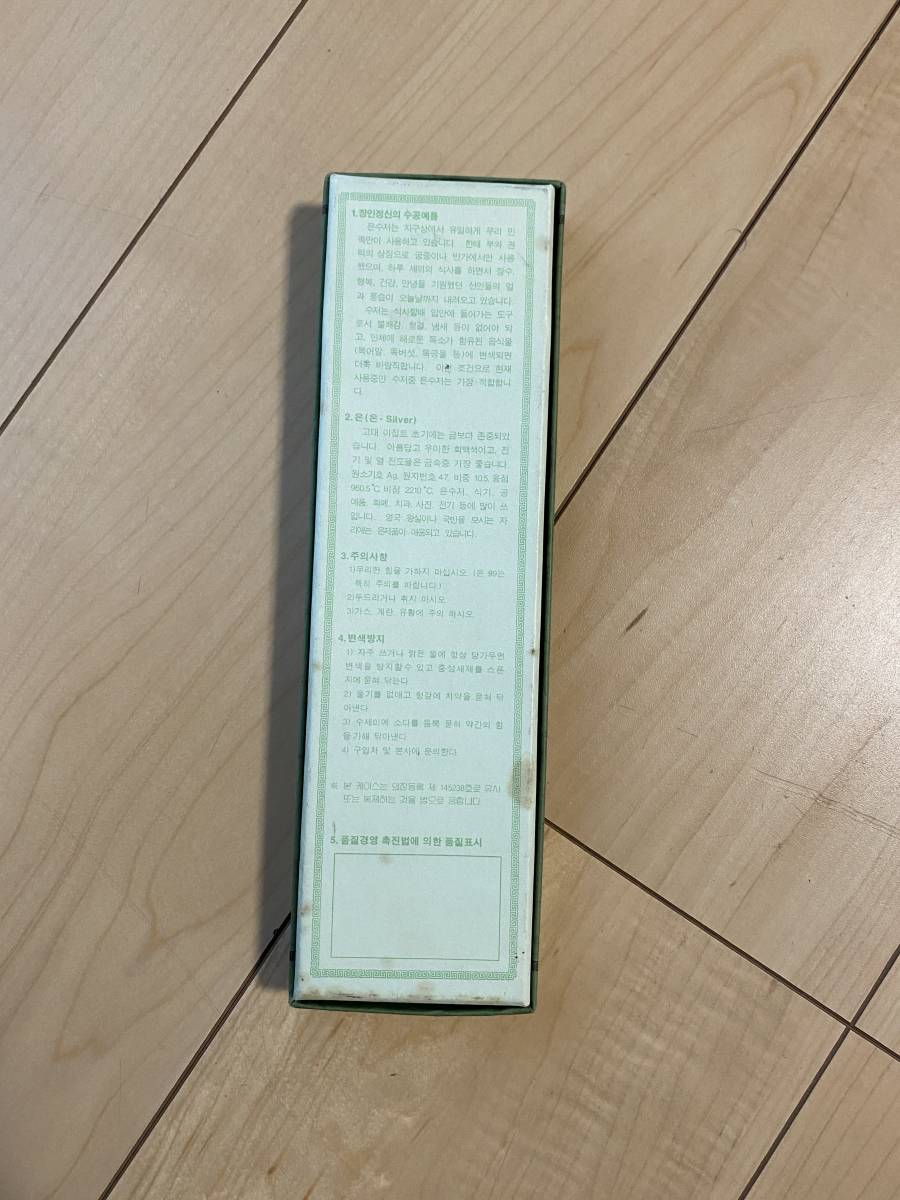 1.장인정신의 수공예품
은수저는 지구상에서 유일하게 우리 민
족만이 사용하고 있습니다. 한때 부와 권
력의 상징으로 궁중이나 반가에서만 사용
됐으며, 하루 세끼의 식사를 하면서 장수,
행복, 건강, 안녕을 기원했던 선인들의 얼
과 풍습이 오늘날까지 내려오고 있습니다.
수저는 식사할때 입안에 들어가는 도구
로서 불쾌감, 청결, 냄새 등이 없어야 되
고, 인체에 해로운 독소가 함유된 음식물
(복어알, 독버섯, 독극물 등)에 변색되면
더욱 바람직합니다. 조건으로 현재
사용중인 수저중 은수저는 가장 적합합니
다.
2.은(은 - Silver)
고대 이집트 초기에는 금보다 존중되었
습니다. 아름답고 우아한 회백색이고, 전
기 및 열 전도율은 금속중 가장 좋습니다.
원소기호 Ag, 원자번호 47, 비중 10.5, 융점
960.5℃, 비점 2210℃, 은수저, 식기, 공
예품, 화폐, 치과, 사진, 전기 등에 많이 쓰
입니다. 영국 왕실이나 국빈을 모시는 자
리에는 은제품이 애용되고 있습니다.
3.주의사항
1)무리한 힘을 가하지 마십시오. (은 99는
특히 주의를 바랍니다.)
2)두드리거나 휘지 마시오.
3)가스, 계란, 유황에 주의 하시오.
4.변색방지
1) 자주 쓰거나 맑은 물에 항상 담가두면
변색을 방지할수 있고 중성세제를 스폰
지에 묻혀 닦는다.
2) 물기를 없애고 헝겊에 치약을 묻혀 닦
아낸다.
3) 수세미에 소다를 듬뿍 묻혀 약간의 힘
을 가해 닦아낸다.
4) 구입처 및 본사에 문의한다.
※ 본 케이스는 의장등록 제 145238호로 유사
또는 복제하는 것을 법으로 금합니다.
5. 품질경영 촉진법에 의한 품질표시